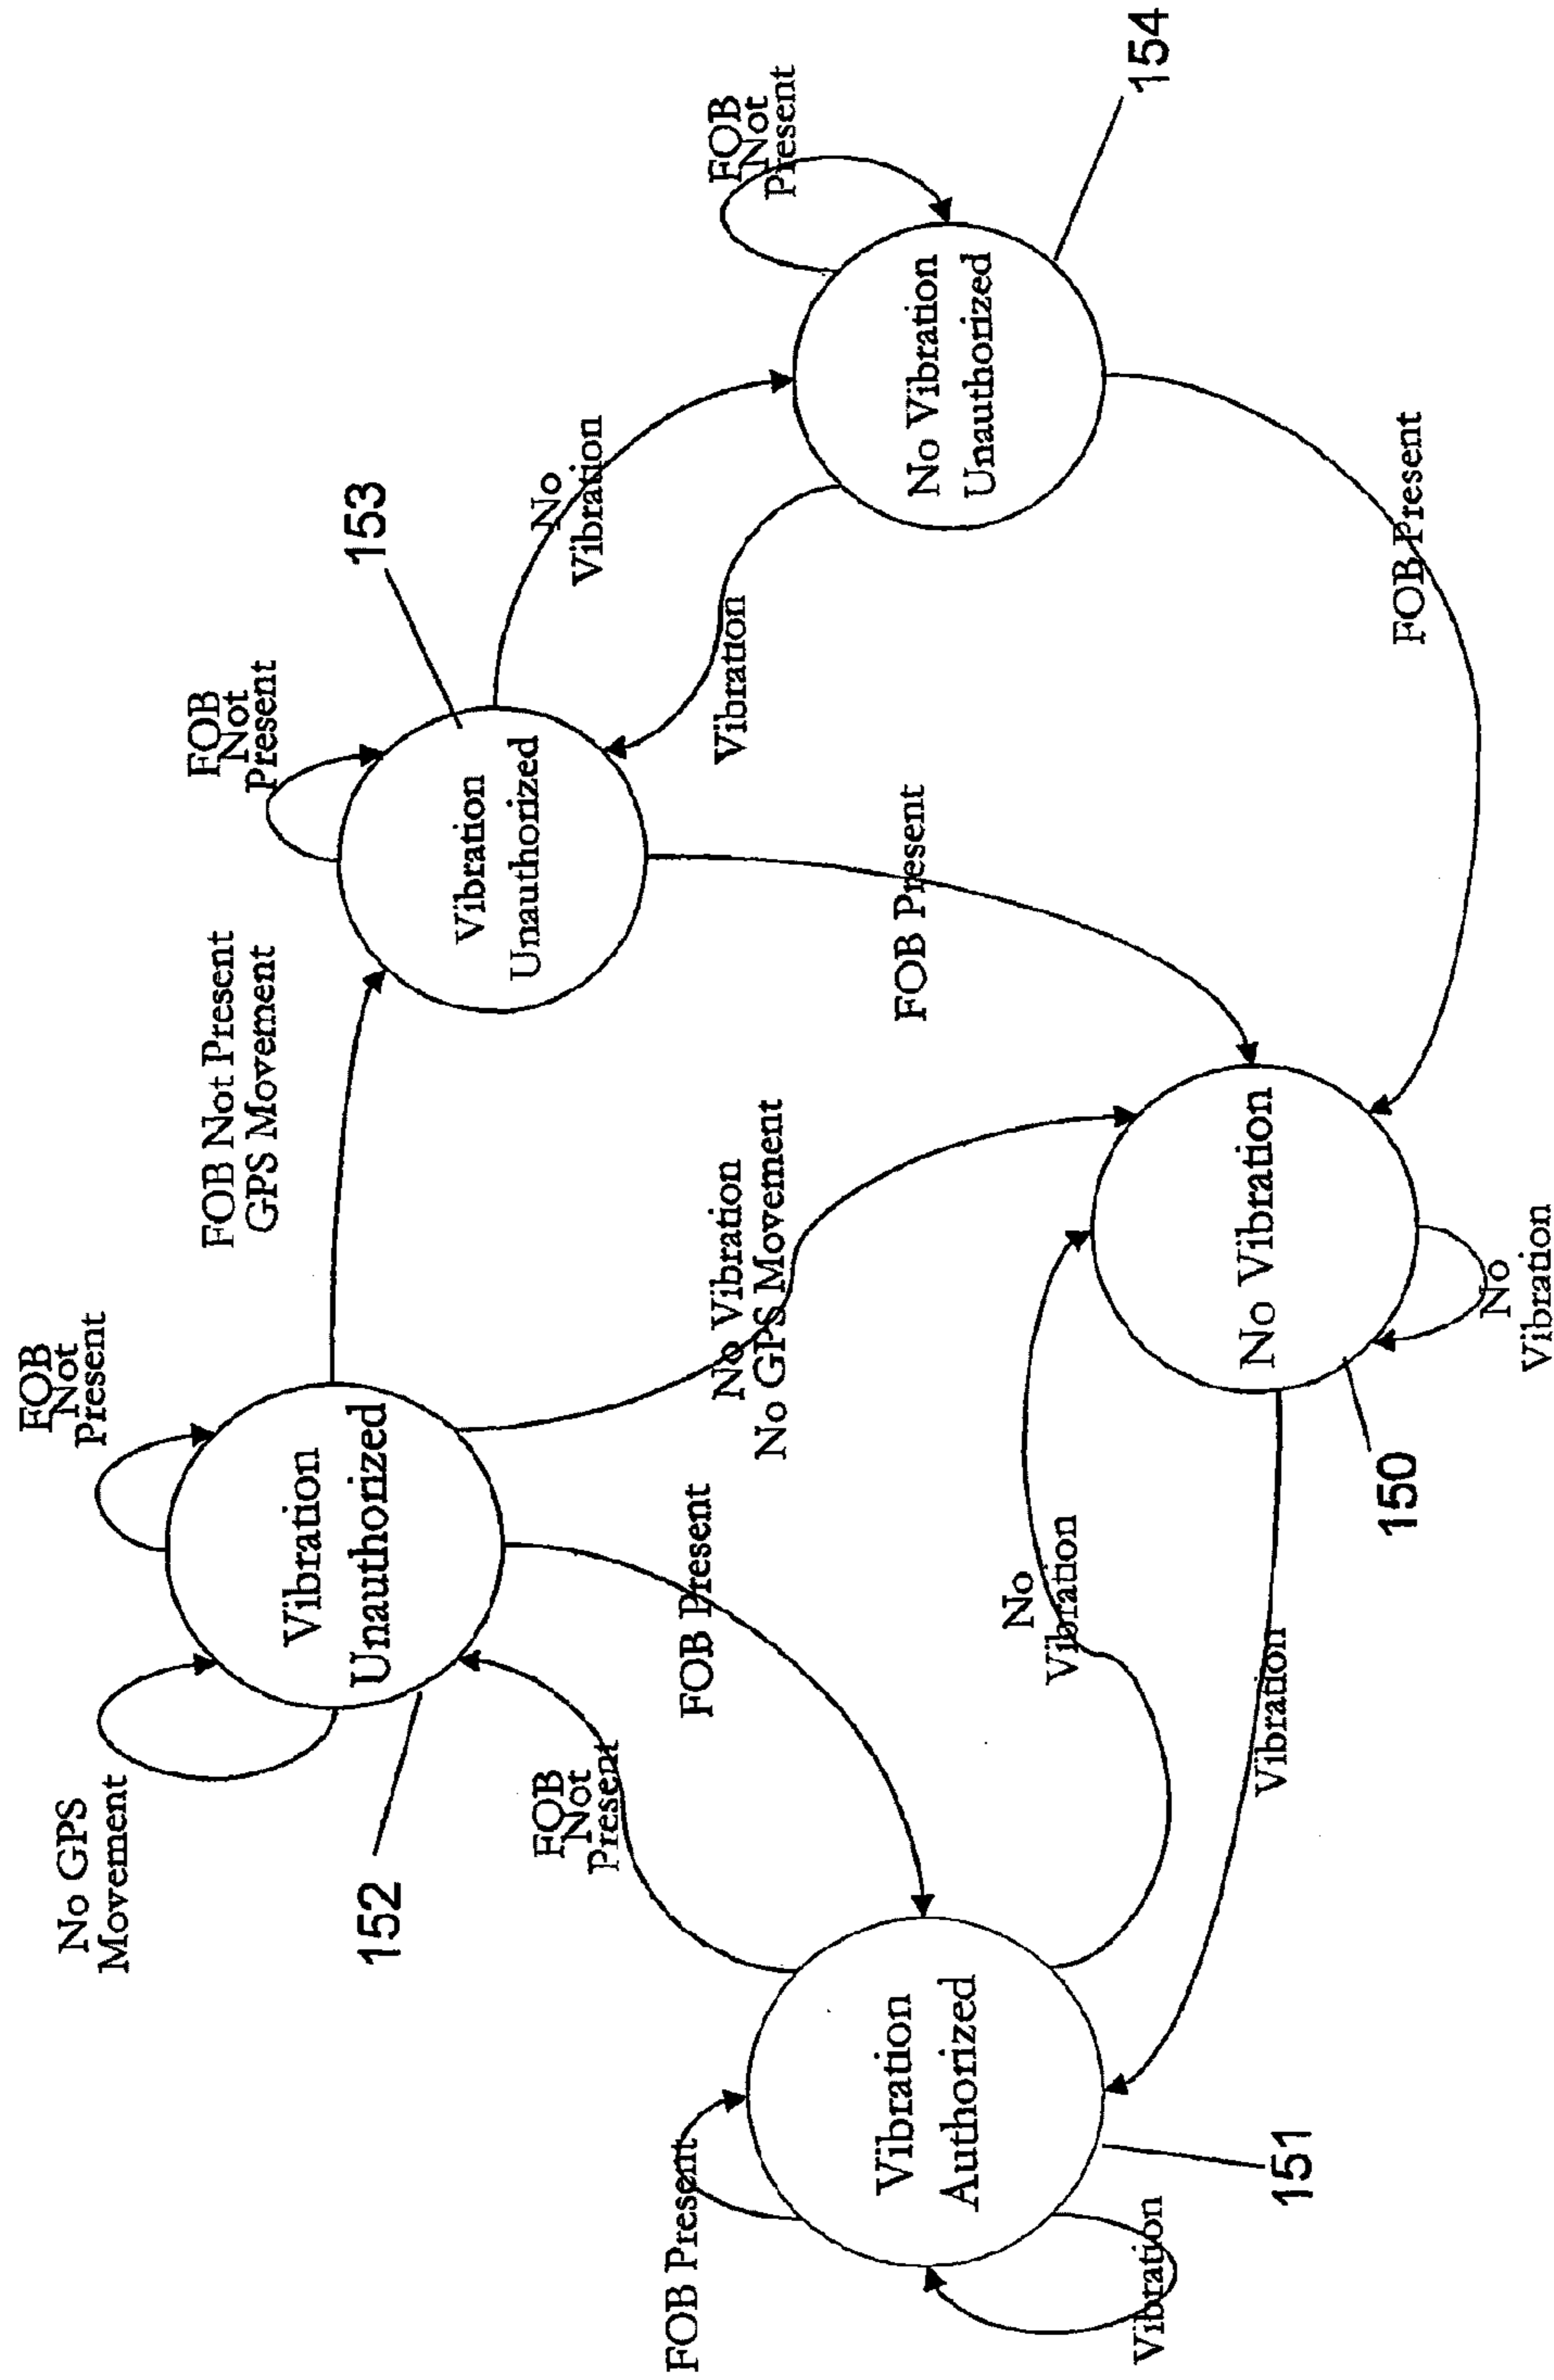 No GPS
Movement
FOB
Not
Present
Vibration
Unauthorized
152
FOB Not Present
GPS Movement
FOB
Not
Present
153
Vibration
Unauthorized
FOB
Not
Present
FOB Present
No Vibration
No GPS Movement
No
Vibration
Vibration
FOB
Not
Present
154
No Vibration
Unauthorized
FOB Present
Vibration
Authorized
FOB Present
Vibration
151
No
Vibration
Vibration
FOB Present
No Vibration
150
No
Vibration
FOB Present